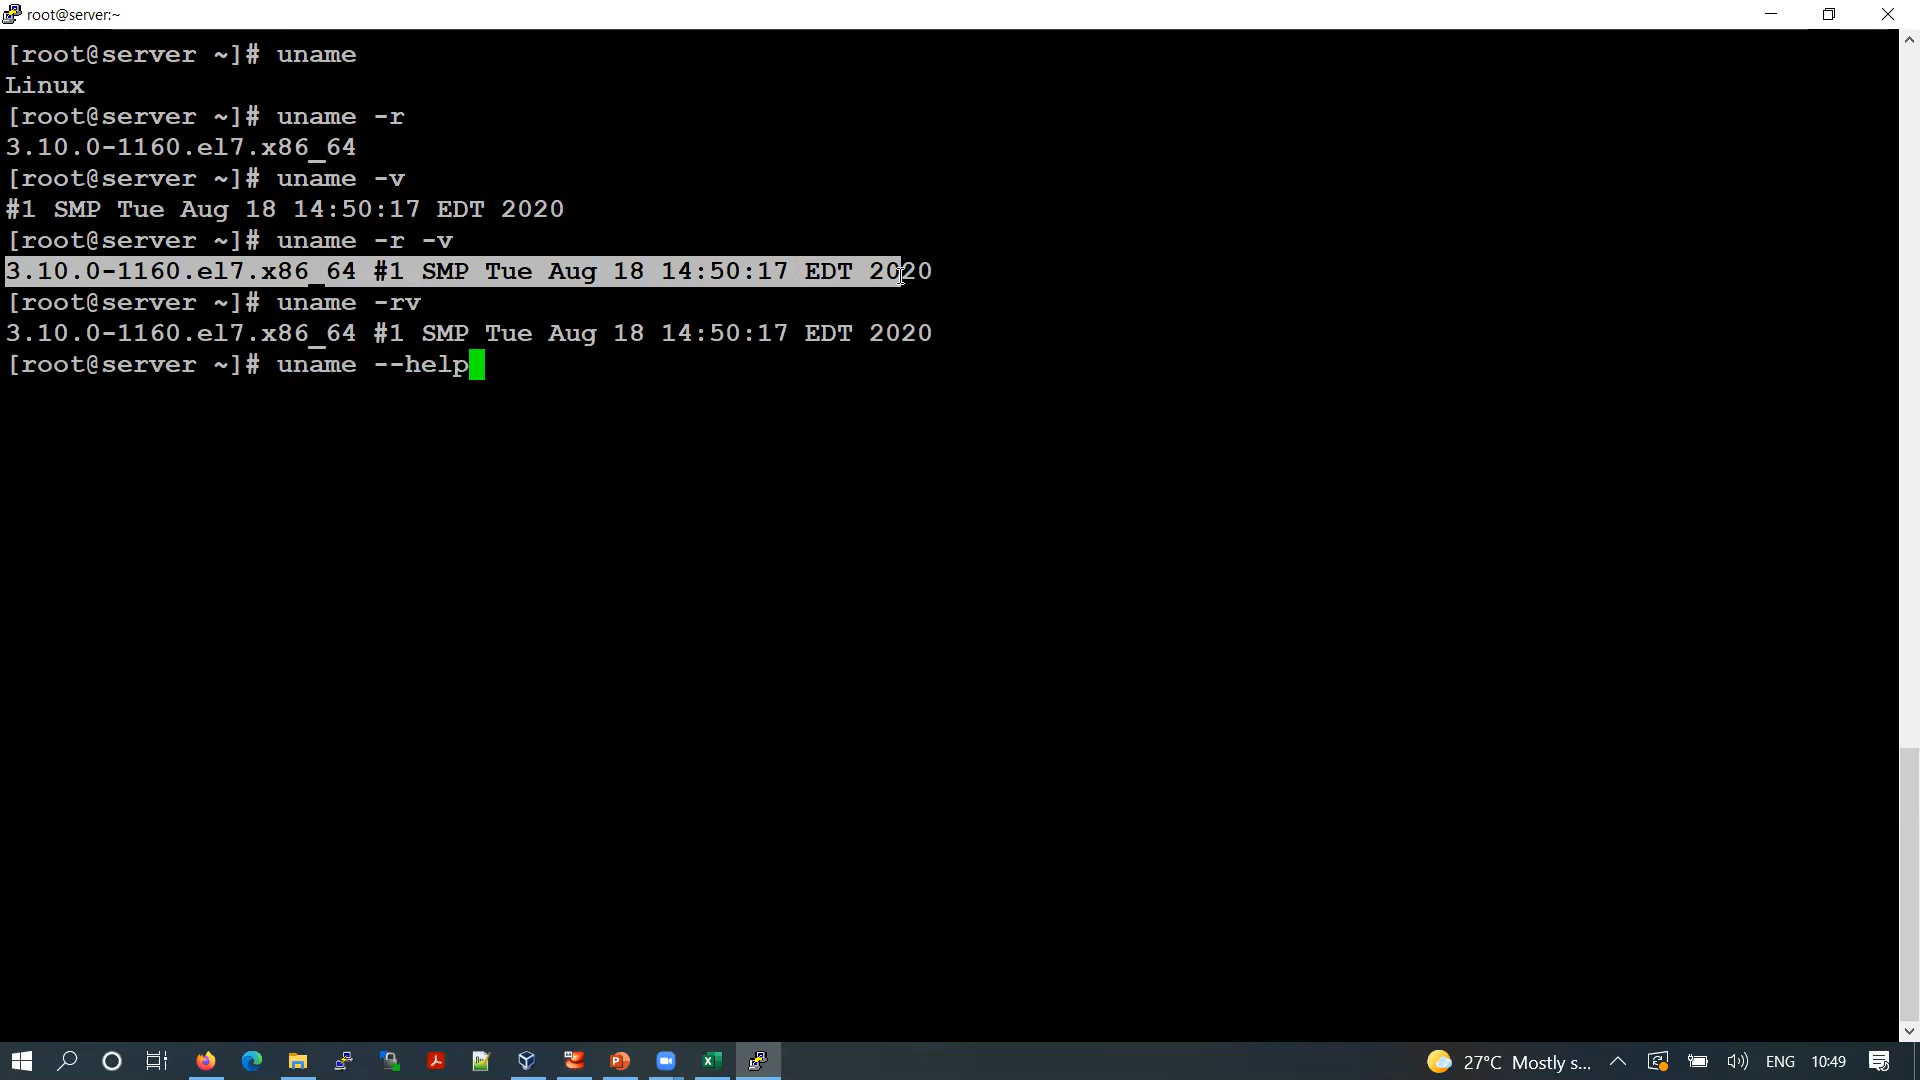 root@server:~
[root@server ~]# uname
Linux
[root@server ~]# uname -r
3.10.0-1160.el7.x86_64
[root@server ~]# uname -v
#1 SMP Tue Aug 18 14:50:17 EDT 2020
[root@server ~]# uname -r -v
3.10.0-1160.el7.x86_64 #1 SMP Tue Aug 18 14:50:17 EDT 2020
[root@server ~]# uname -rv
3.10.0-1160.el7.x86_64 #1 SMP Tue Aug 18 14:50:17 EDT 2020
[root@server ~]# uname --help
27°C Mostly s... ENG 10:49